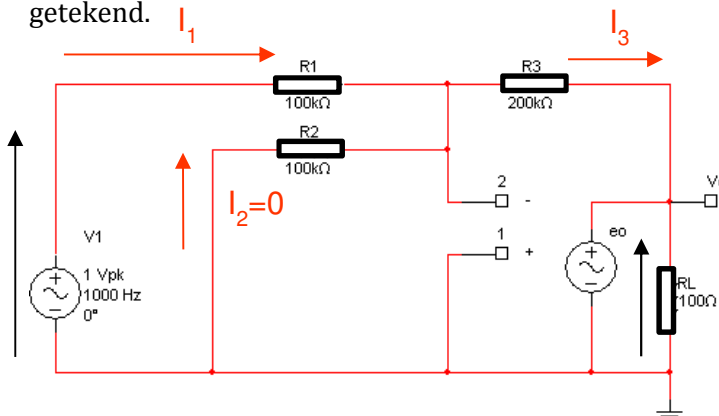 getekend.
I1
I3
R1
100kΩ
R3
200kΩ
R2
100kΩ
I2=0
2
-
1
+
V
V1
1 Vpk
1000 Hz
0°
eo
RL
100Ω